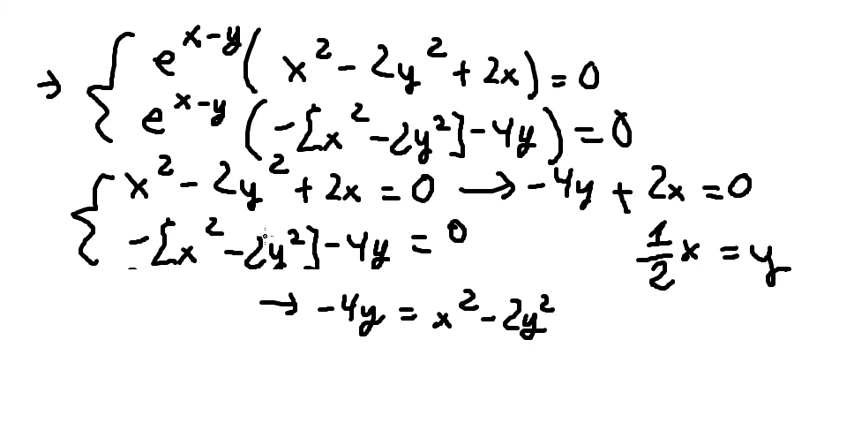 → { e^{x-y}( x² - 2y² + 2x) = 0
e^{x-y} (-[x² - 2y²] - 4y) = 0
{ x² - 2y² + 2x = 0 → -4y + 2x = 0
-[x² - 2y²] - 4y = 0
½x = y
→ -4y = x² - 2y²